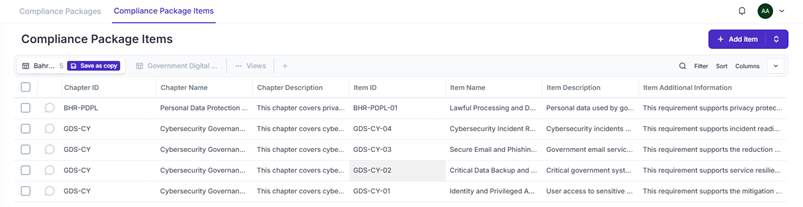 Compliance Packages Compliance Package Items AA
Compliance Package Items + Add item
Bahr... 5 Save as copy Government Digital ... Views + Filter Sort Columns
Chapter ID Chapter Name Chapter Description Item ID Item Name Item Description Item Additional Information
BHR-PDPL Personal Data Protection ... This chapter covers priva... BHR-PDPL-01 Lawful Processing and D... Personal data used by go... This requirement supports privacy protec...
GDS-CY Cybersecurity Governan... This chapter covers cybe... GDS-CY-04 Cybersecurity Incident R... Cybersecurity incidents ... This requirement supports incident readi...
GDS-CY Cybersecurity Governan... This chapter covers cybe... GDS-CY-03 Secure Email and Phishin... Government email servic... This requirement supports the reduction ...
GDS-CY Cybersecurity Governa... This chapter covers cybe... GDS-CY-02 Critical Data Backup and ... Critical government syst... This requirement supports service resilie...
GDS-CY Cybersecurity Governan... This chapter covers cybe... GDS-CY-01 Identity and Privileged A... User access to sensitive ... This requirement supports the mitigation ...